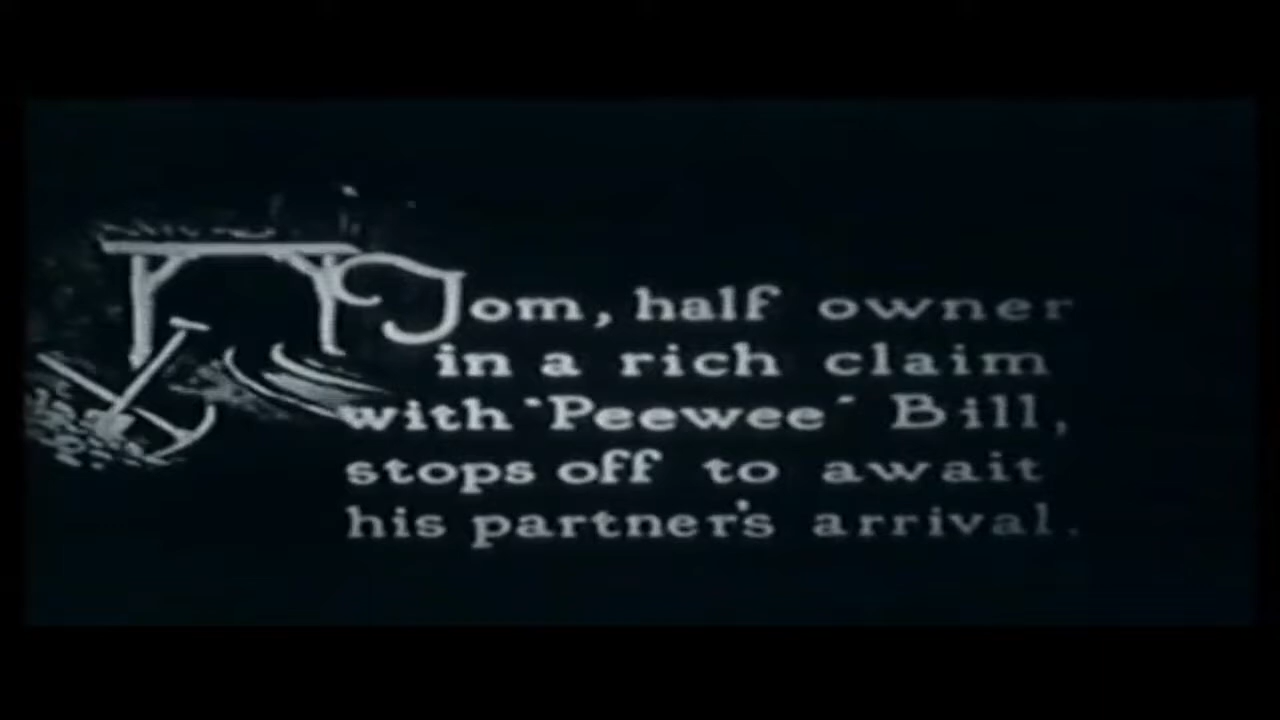 Tom, half owner
in a rich claim
with "Peewee" Bill,
stops off to await
his partner's arrival.